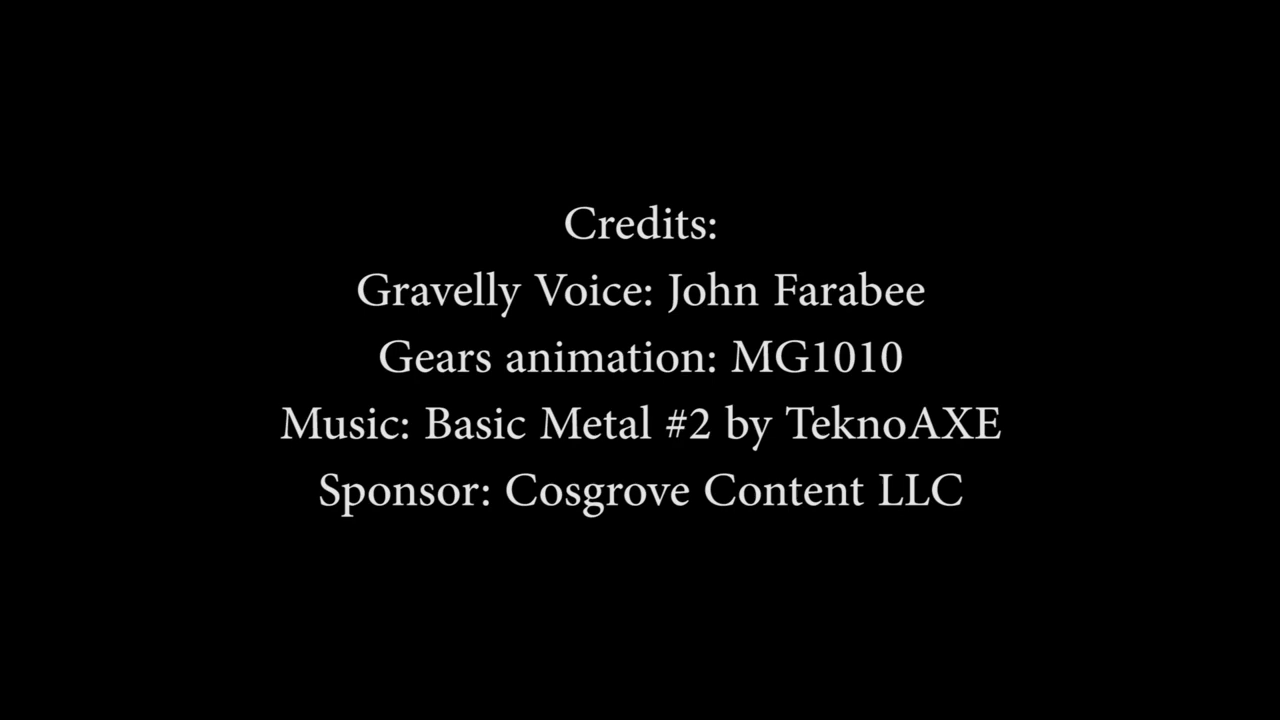 Credits:
Gravelly Voice: John Farabee
Gears animation: MG1010
Music: Basic Metal #2 by TeknoAXE
Sponsor: Cosgrove Content LLC